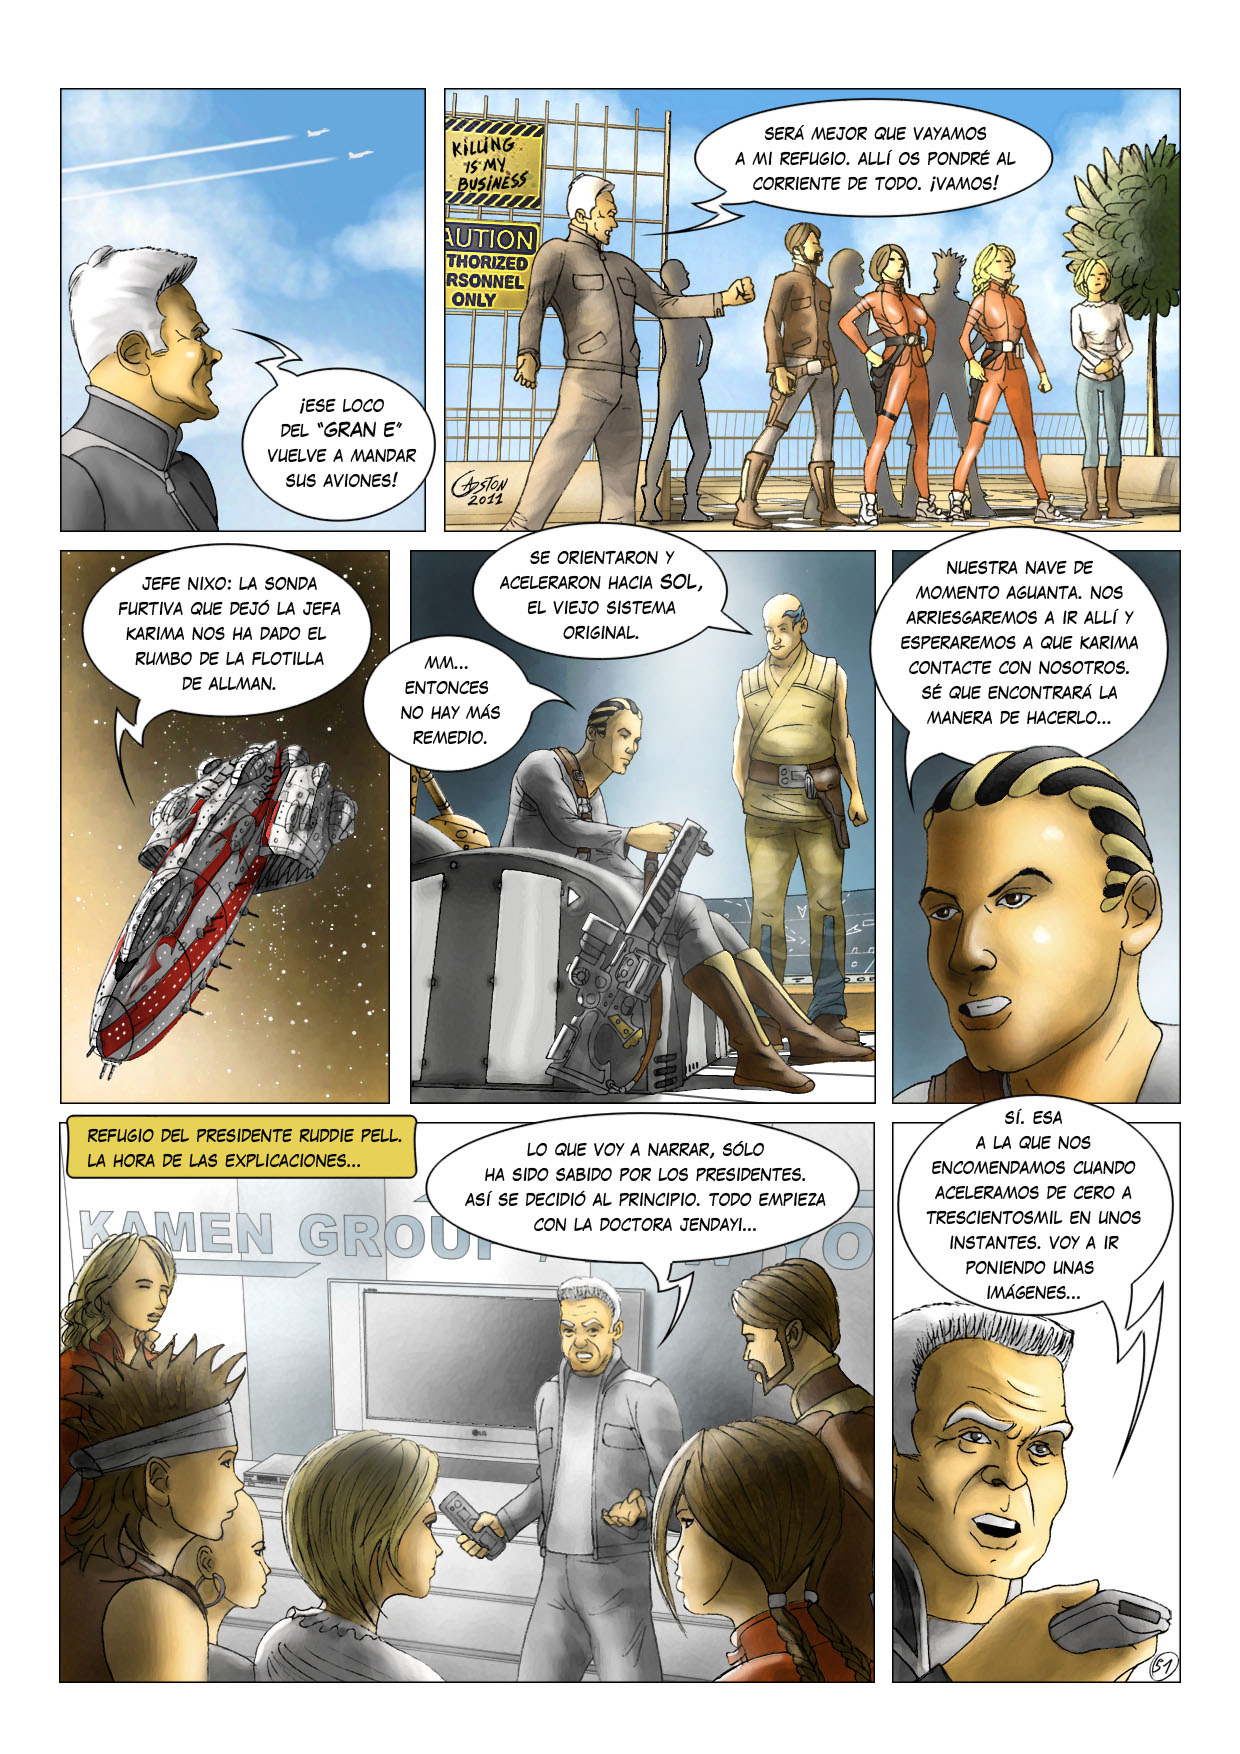 ¡ESE LOCO
DEL "GRAN E"
VUELVE A MANDAR
SUS AVIONES!
KiLLiNG
iS MY
BUSiNESS
AUTION
THORIZED
RSONNEL
ONLY
SERÁ MEJOR QUE VAYAMOS
A MI REFUGIO. ALLÍ OS PONDRÉ AL
CORRIENTE DE TODO. ¡VAMOS!
GASTON
2011
JEFE NIXO: LA SONDA
FURTIVA QUE DEJÓ LA JEFA
KARIMA NOS HA DADO EL
RUMBO DE LA FLOTILLA
DE ALLMAN.
SE ORIENTARON Y
ACELERARON HACIA SOL,
EL VIEJO SISTEMA
ORIGINAL.
MM...
ENTONCES
NO HAY MÁS
REMEDIO.
NUESTRA NAVE DE
MOMENTO AGUANTA. NOS
ARRIESGAREMOS A IR ALLÍ Y
ESPERAREMOS A QUE KARIMA
CONTACTE CON NOSOTROS.
SÉ QUE ENCONTRARÁ LA
MANERA DE HACERLO...
REFUGIO DEL PRESIDENTE RUDDIE PELL.
LA HORA DE LAS EXPLICACIONES...
LO QUE VOY A NARRAR, SÓLO
HA SIDO SABIDO POR LOS PRESIDENTES.
ASÍ SE DECIDIÓ AL PRINCIPIO. TODO EMPIEZA
CON LA DOCTORA JENDAYI...
KAMEN GROUP
YO
LG
SÍ. ESA
A LA QUE NOS
ENCOMENDAMOS CUANDO
ACELERAMOS DE CERO A
TRESCIENTOSMIL EN UNOS
INSTANTES. VOY A IR
PONIENDO UNAS
IMÁGENES...
51